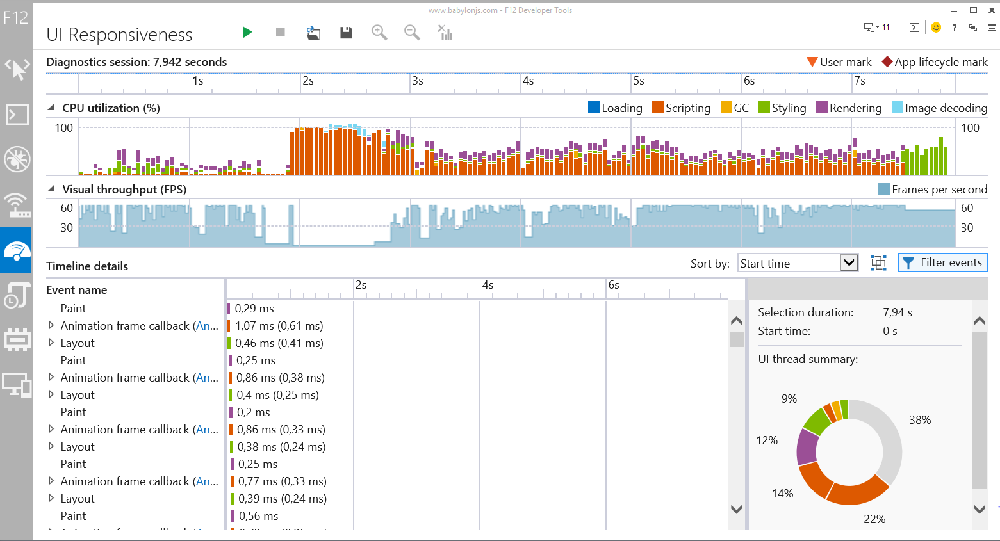 www.babylonjs.com - F12 Developer Tools
F12
UI Responsiveness
11
?
Diagnostics session: 7,942 seconds
User mark
App lifecycle mark
1s 2s 3s 4s 5s 6s 7s
CPU utilization (%)
Loading Scripting GC Styling Rendering Image decoding
100 100
Visual throughput (FPS)
Frames per second
60 60
30 30
Timeline details
Sort by: Start time
Filter events
Event name
2s 4s 6s
Paint 0,29 ms
Animation frame callback (An... 1,07 ms (0,61 ms)
Layout 0,46 ms (0,41 ms)
Paint 0,25 ms
Animation frame callback (An... 0,86 ms (0,38 ms)
Layout 0,4 ms (0,25 ms)
Paint 0,2 ms
Animation frame callback (An... 0,86 ms (0,33 ms)
Layout 0,38 ms (0,24 ms)
Paint 0,25 ms
Animation frame callback (An... 0,77 ms (0,33 ms)
Layout 0,39 ms (0,24 ms)
Paint 0,56 ms
Selection duration: 7,94 s
Start time: 0 s
UI thread summary:
9%
38%
12%
14%
22%